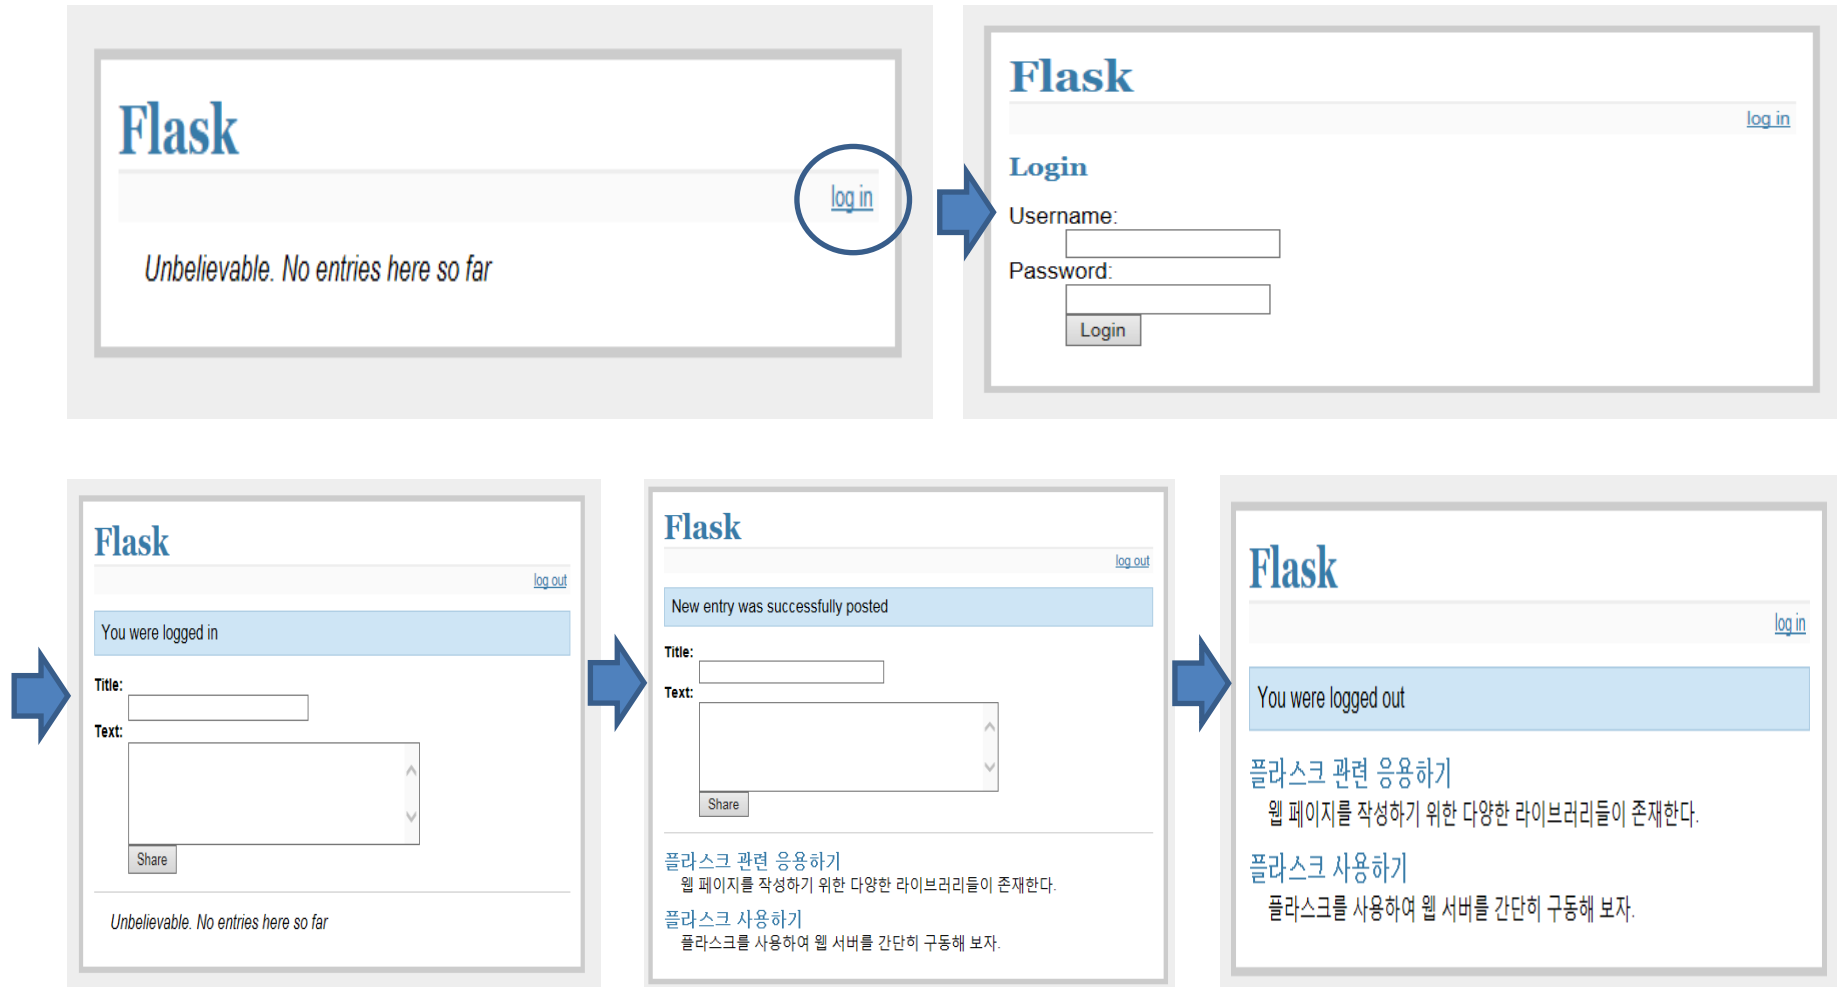 Flask
log in
Unbelievable. No entries here so far
Flask
log in
Login
Username:
Password:
Login
Flask
log out
You were logged in
Title:
Text:
Share
Unbelievable. No entries here so far
Flask
log out
New entry was successfully posted
Title:
Text:
Share
플라스크 관련 응용하기
웹 페이지를 작성하기 위한 다양한 라이브러리들이 존재한다.
플라스크 사용하기
플라스크를 사용하여 웹 서버를 간단히 구동해 보자.
Flask
log in
You were logged out
플라스크 관련 응용하기
웹 페이지를 작성하기 위한 다양한 라이브러리들이 존재한다.
플라스크 사용하기
플라스크를 사용하여 웹 서버를 간단히 구동해 보자.